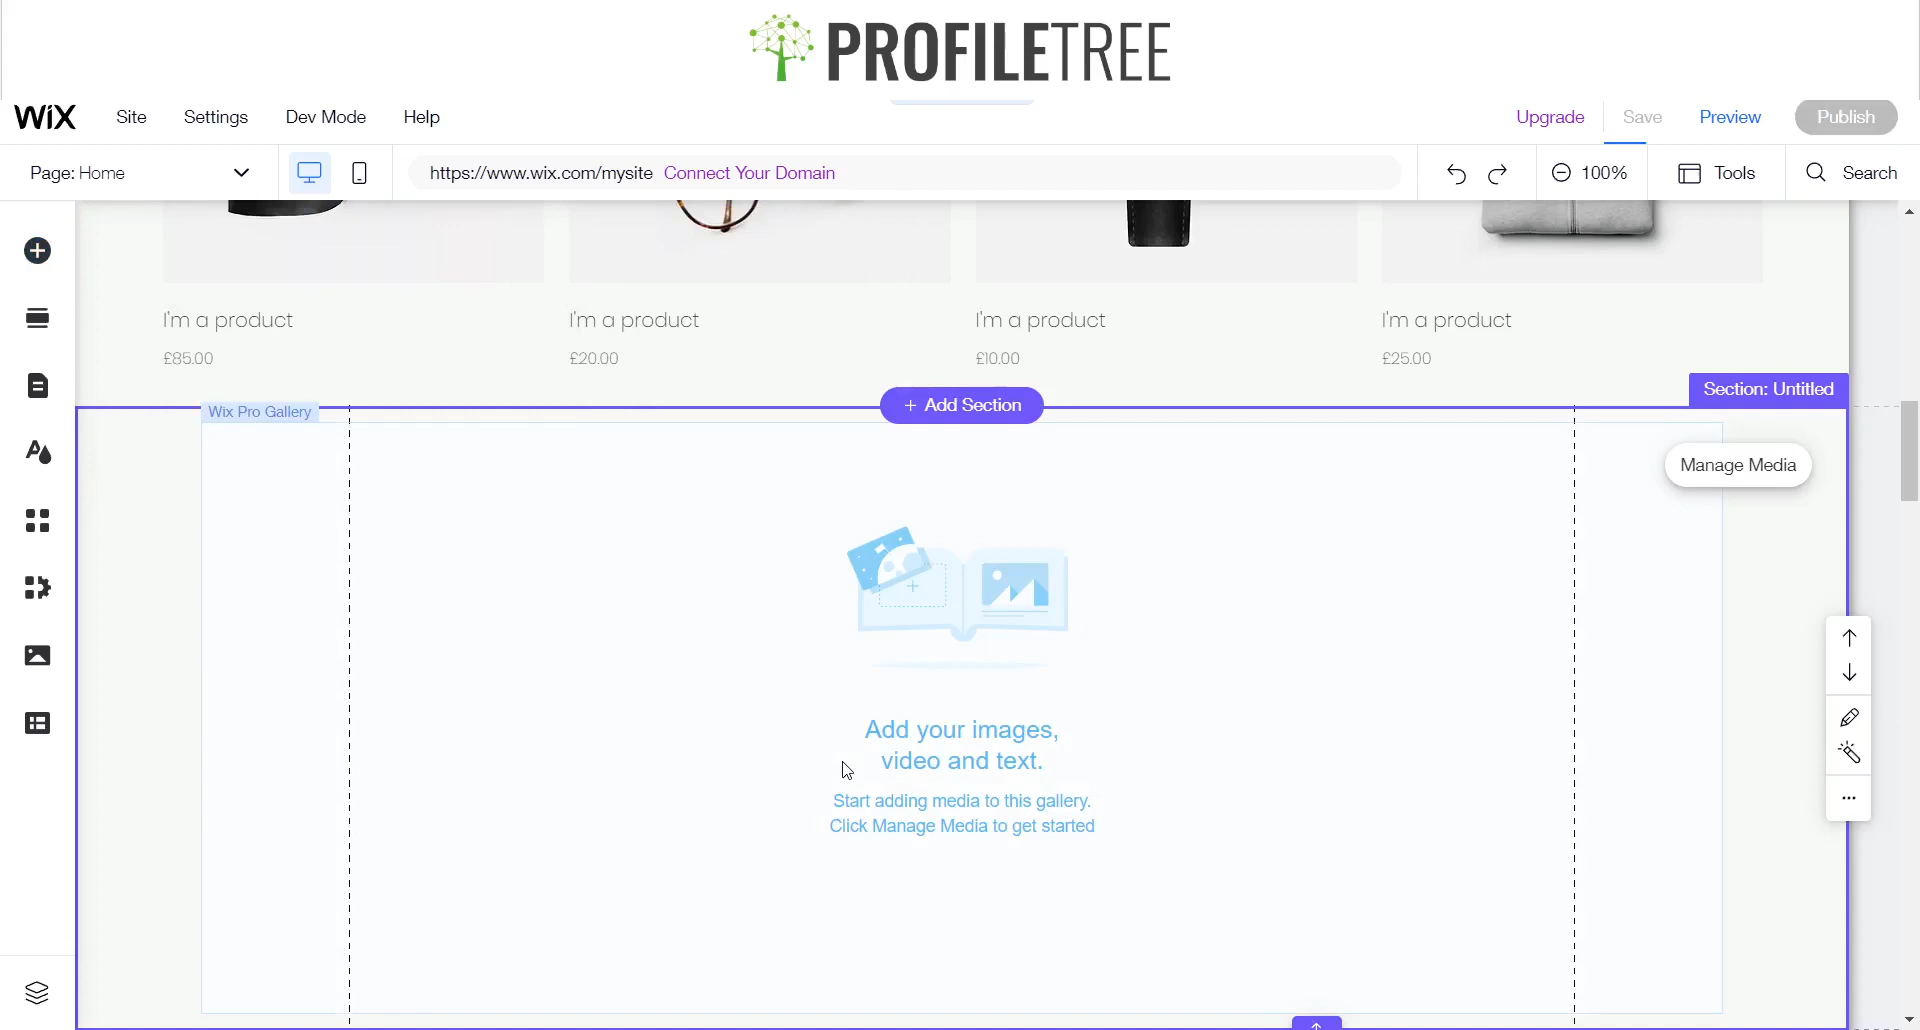 PROFILETREE
WiX Site Settings Dev Mode Help Upgrade Save Preview Publish
Page: Home https://www.wix.com/mysite Connect Your Domain 100% Tools Search
I'm a product I'm a product I'm a product I'm a product
£85.00 £20.00 £10.00 £25.00
Section: Untitled
Wix Pro Gallery + Add Section
Manage Media
Add your images,
video and text.
Start adding media to this gallery.
Click Manage Media to get started